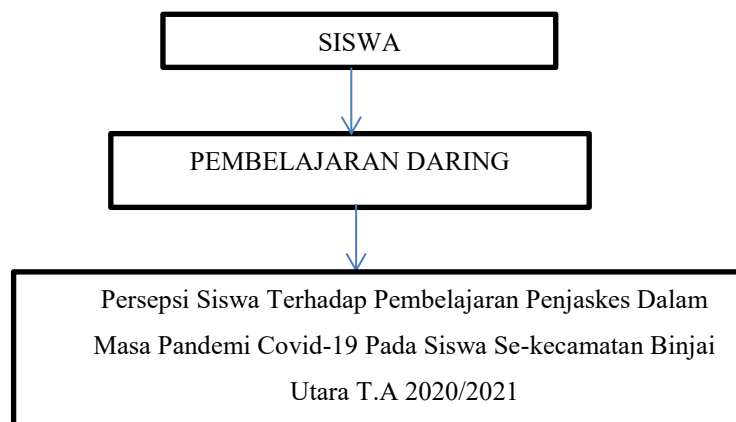 SISWA
PEMBELAJARAN DARING
Persepsi Siswa Terhadap Pembelajaran Penjaskes Dalam
Masa Pandemi Covid-19 Pada Siswa Se-kecamatan Binjai
Utara T.A 2020/2021